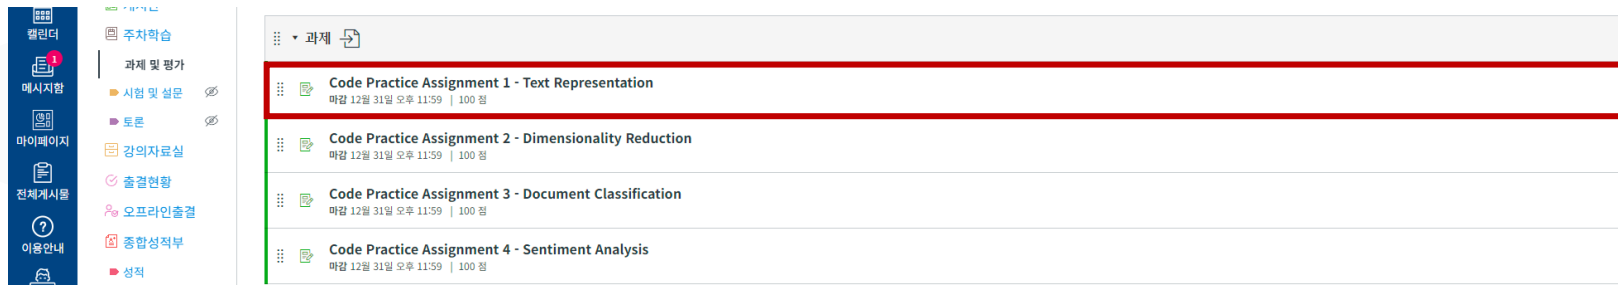 캘린더
1
메시지함
마이페이지
전체게시물
?
이용안내
주차학습
과제 및 평가
시험 및 설문
토론
강의자료실
출결현황
오프라인출결
종합성적부
성적
과제
Code Practice Assignment 1 - Text Representation
마감 12월 31일 오후 11:59 | 100 점
Code Practice Assignment 2 - Dimensionality Reduction
마감 12월 31일 오후 11:59 | 100 점
Code Practice Assignment 3 - Document Classification
마감 12월 31일 오후 11:59 | 100 점
Code Practice Assignment 4 - Sentiment Analysis
마감 12월 31일 오후 11:59 | 100 점